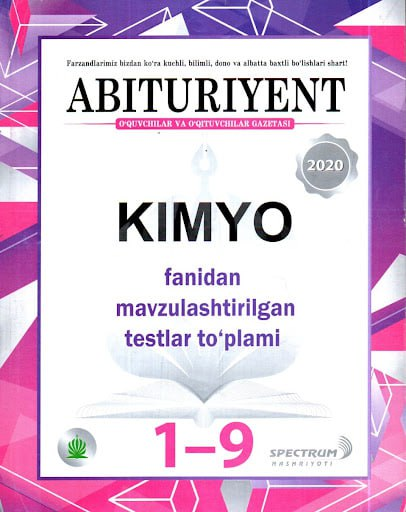 Farzandlarimiz bizdan ko‘ra kuchli, bilimli, dono va albatta baxtli bo‘lishlari shart!
ABITURIYENT
O‘QUVCHILAR VA O‘QITUVCHILAR GAZETASI
2020
KIMYO
fanidan
mavzulashtirilgan
testlar to‘plami
1–9
SPECTRUM
NASHRIYOTI